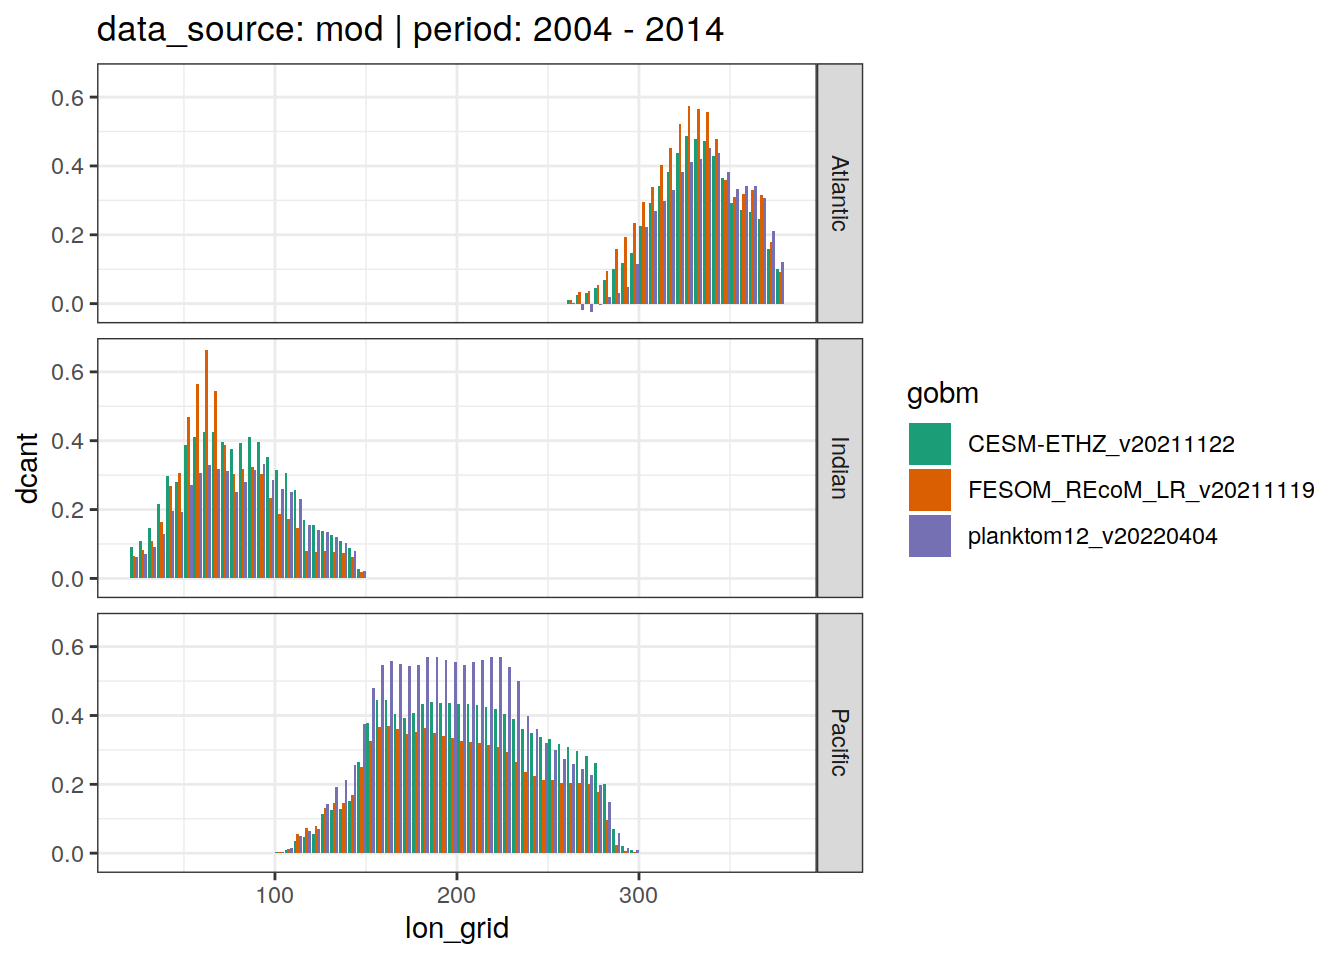 data_source: mod | period: 2004 - 2014
0.6
0.4
0.2
0.0
Atlantic
0.6
0.4
0.2
0.0
Indian
0.6
0.4
0.2
0.0
Pacific
100
200
300
lon_grid
dcant
gobm
CESM-ETHZ_v20211122
FESOM_REcoM_LR_v20211119
planktom12_v20220404